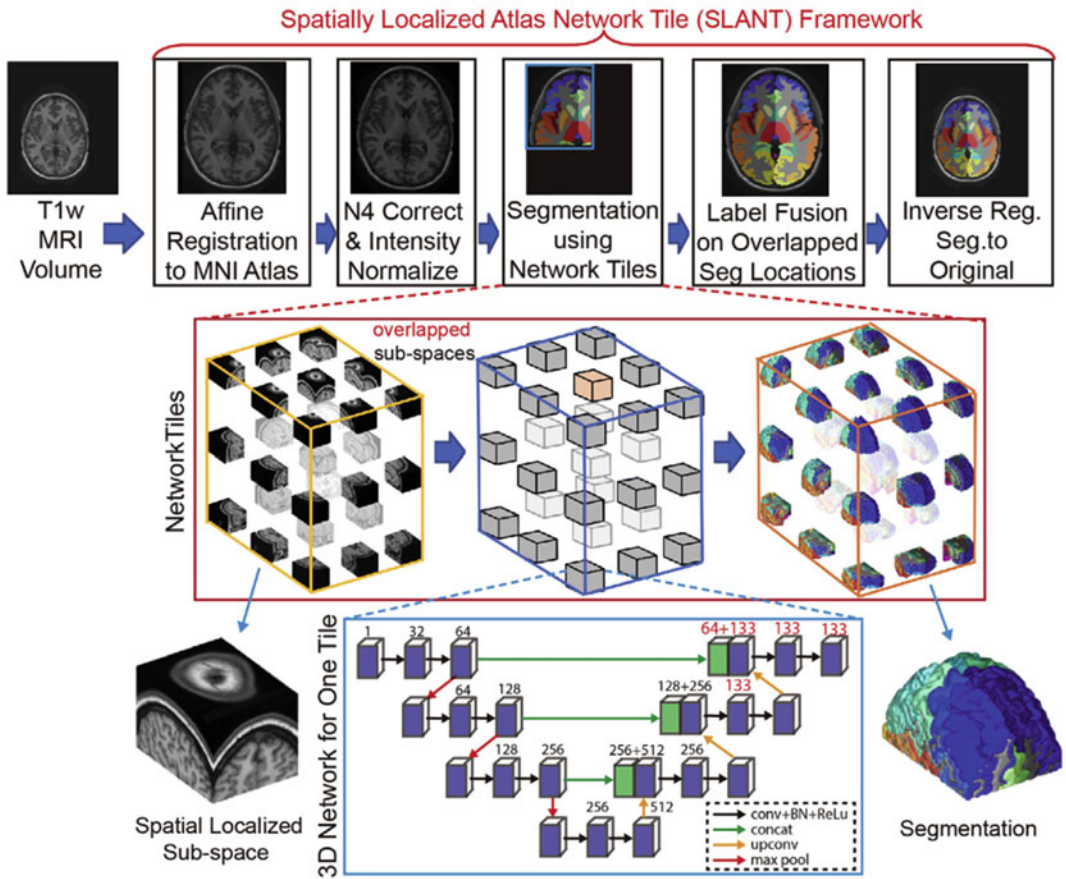 Spatially Localized Atlas Network Tile (SLANT) Framework
T1w
MRI
Volume
Affine
Registration
to MNI Atlas
N4 Correct
& Intensity
Normalize
Segmentation
using
Network Tiles
Label Fusion
on Overlapped
Seg Locations
Inverse Reg.
Seg.to
Original
NetworkTiles
overlapped
sub-spaces
Spatial Localized
Sub-space
3D Network for One Tile
1 32 64 64+133 133 133
64 128 128+256 133
128 256 256+512 256
256 512
conv+BN+ReLu
concat
upconv
max pool
Segmentation